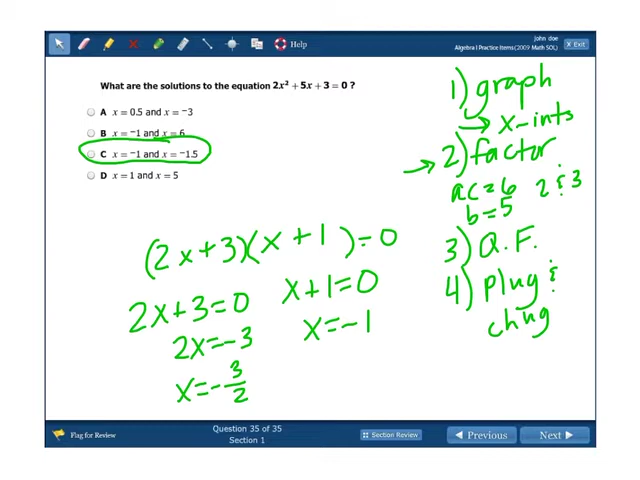 john doe
Algebra I Practice Items (2009 Math SOL)
Help
X Exit
What are the solutions to the equation 2x² + 5x + 3 = 0 ?
A x = 0.5 and x = ⁻3
B x = ⁻1 and x = 6
C x = ⁻1 and x = ⁻1.5
D x = 1 and x = 5
1) graph
→ x-ints
→ 2) factor
ac = 6 2 & 3
b = 5
3) Q.F.
4) plug &
chug
(2x+3)(x+1)=0
2x+3=0 x+1=0
2x=-3 x=-1
x=-3/2
Flag for Review
Question 35 of 35
Section 1
Section Review
Previous
Next